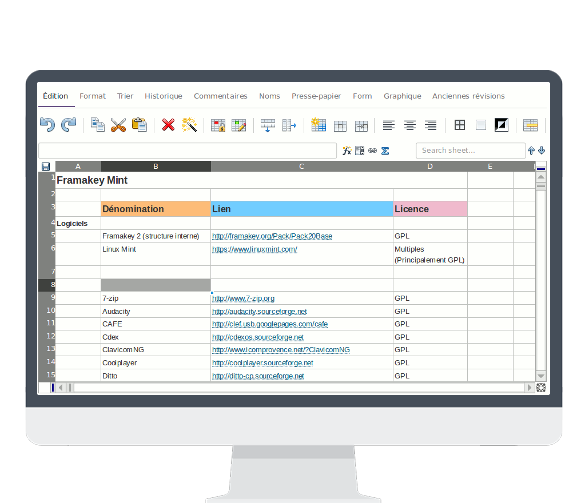 Édition Format Trier Historique Commentaires Noms Presse-papier Form Graphique Anciennes révisions
Search sheet...
A B C D E
1 Framakey Mint
2
3 Dénomination Lien Licence
4 Logiciels
5 Framakey 2 (structure interne) http://framakey.org/Pack/Pack20Base GPL
6 Linux Mint https://www.linuxmint.com/ Multiples
(Principalement GPL)
7
8
9 7-zip http://www.7-zip.org GPL
10 Audacity http://audacity.sourceforge.net GPL
11 CAFE http://clef.usb.googlepages.com/cafe GPL
12 Cdex http://cdexos.sourceforge.net GPL
13 ClavicomNG http://www.icomprovence.net/?ClavicomNG GPL
14 Coolplayer http://coolplayer.sourceforge.net GPL
15 Ditto http://ditto-cp.sourceforge.net GPL